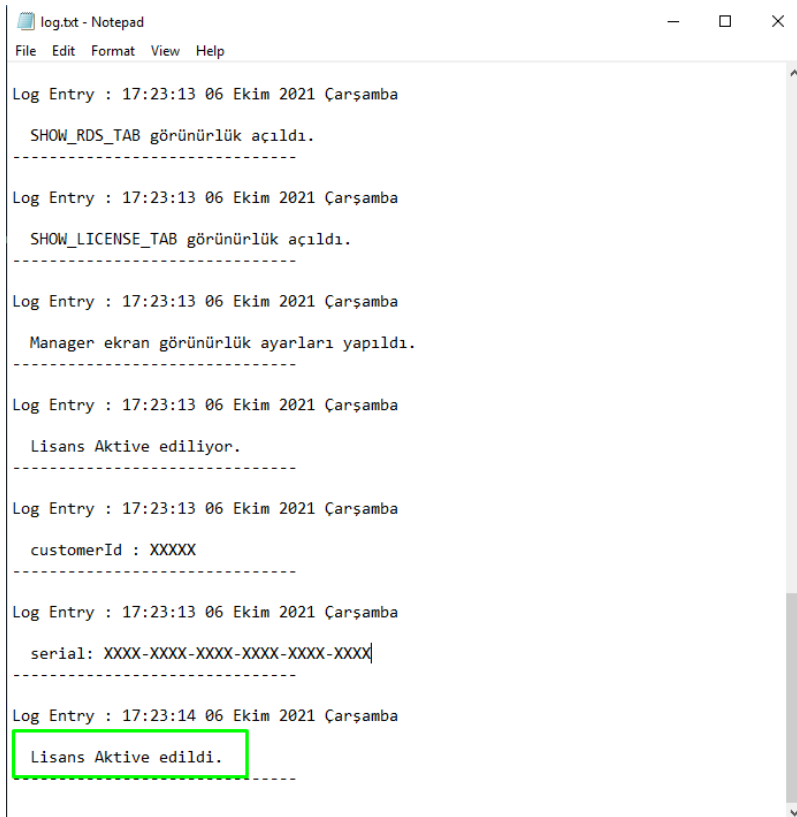 log.txt - Notepad
File Edit Format View Help
Log Entry : 17:23:13 06 Ekim 2021 Çarşamba
SHOW_RDS_TAB görünürlük açıldı.
-------------------------------
Log Entry : 17:23:13 06 Ekim 2021 Çarşamba
SHOW_LICENSE_TAB görünürlük açıldı.
-------------------------------
Log Entry : 17:23:13 06 Ekim 2021 Çarşamba
Manager ekran görünürlük ayarları yapıldı.
-------------------------------
Log Entry : 17:23:13 06 Ekim 2021 Çarşamba
Lisans Aktive ediliyor.
-------------------------------
Log Entry : 17:23:13 06 Ekim 2021 Çarşamba
customerId : XXXXX
-------------------------------
Log Entry : 17:23:13 06 Ekim 2021 Çarşamba
serial: XXXX-XXXX-XXXX-XXXX-XXXX-XXXX
-------------------------------
Log Entry : 17:23:14 06 Ekim 2021 Çarşamba
Lisans Aktive edildi.
-------------------------------